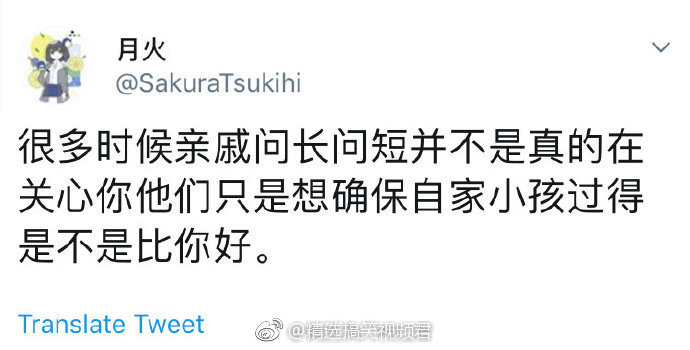 月火
@SakuraTsukihi
很多时候亲戚问长问短并不是真的在
关心你他们只是想确保自家小孩过得
是不是比你好。
Translate Tweet
@精选搞笑视频君